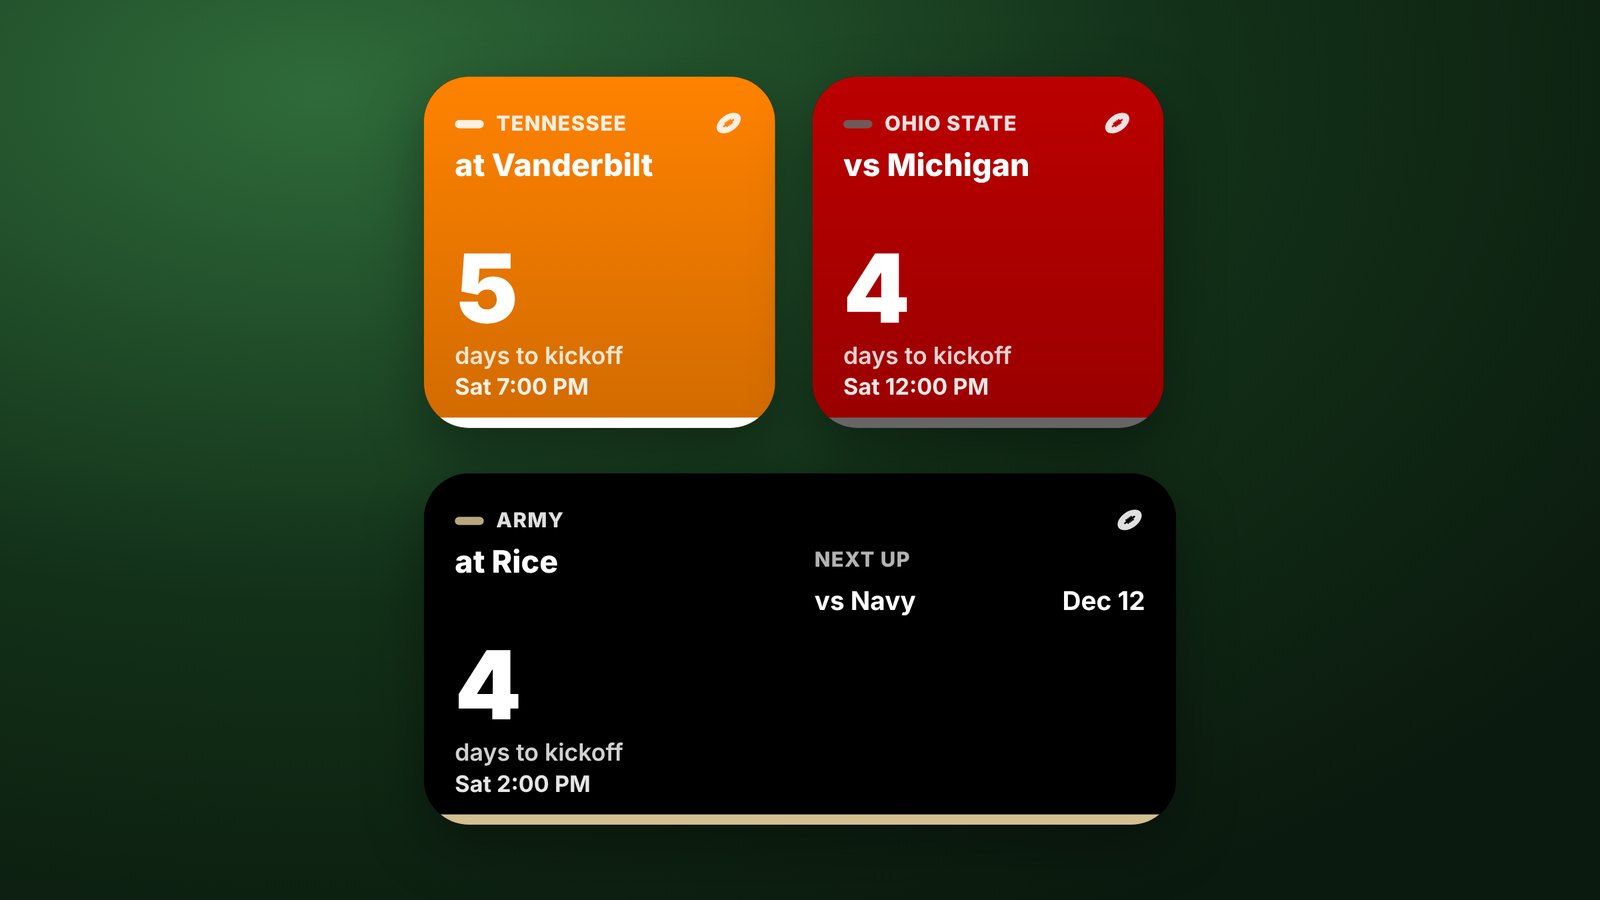 TENNESSEE
at Vanderbilt
5
days to kickoff
Sat 7:00 PM
OHIO STATE
vs Michigan
4
days to kickoff
Sat 12:00 PM
ARMY
at Rice
4
days to kickoff
Sat 2:00 PM
NEXT UP
vs Navy Dec 12